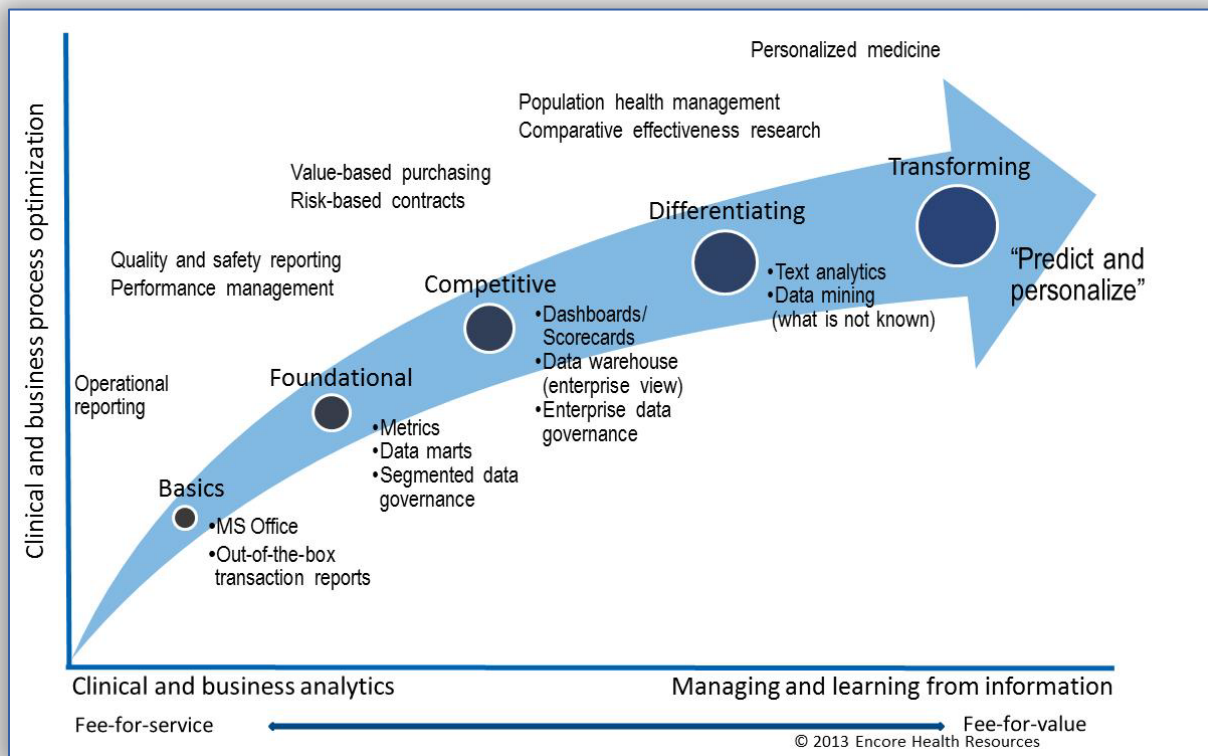 Personalized medicine
Population health management
Comparative effectiveness research
Value-based purchasing
Risk-based contracts
Quality and safety reporting
Performance management
Operational
reporting
Clinical and business process optimization
Basics
•MS Office
•Out-of-the-box
transaction reports
Foundational
•Metrics
•Data marts
•Segmented data
governance
Competitive
•Dashboards/
Scorecards
•Data warehouse
(enterprise view)
•Enterprise data
governance
Differentiating
•Text analytics
•Data mining
(what is not known)
Transforming
“Predict and
personalize”
Clinical and business analytics
Managing and learning from information
Fee-for-service
Fee-for-value
© 2013 Encore Health Resources